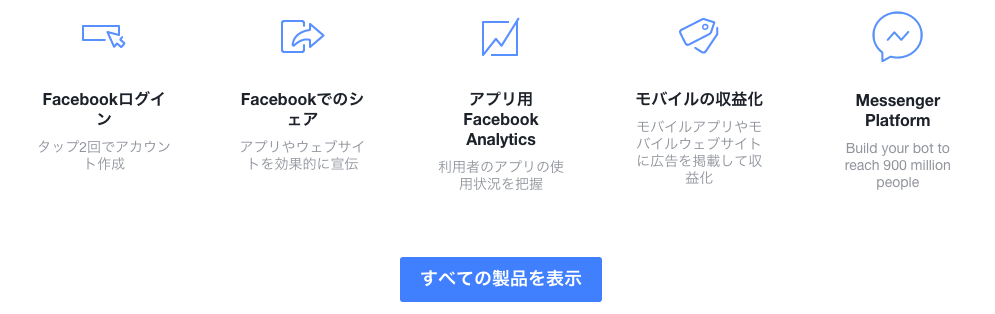 Facebookログイ
ン
タップ2回でアカウン
ト作成
Facebookでのシ
ェア
アプリやウェブサイ
トを効果的に宣伝
アプリ用
Facebook
Analytics
利用者のアプリの使
用状況を把握
モバイルの収益化
モバイルアプリやモ
バイルウェブサイト
に広告を掲載して収
益化
Messenger
Platform
Build your bot to
reach 900 million
people
すべての製品を表示